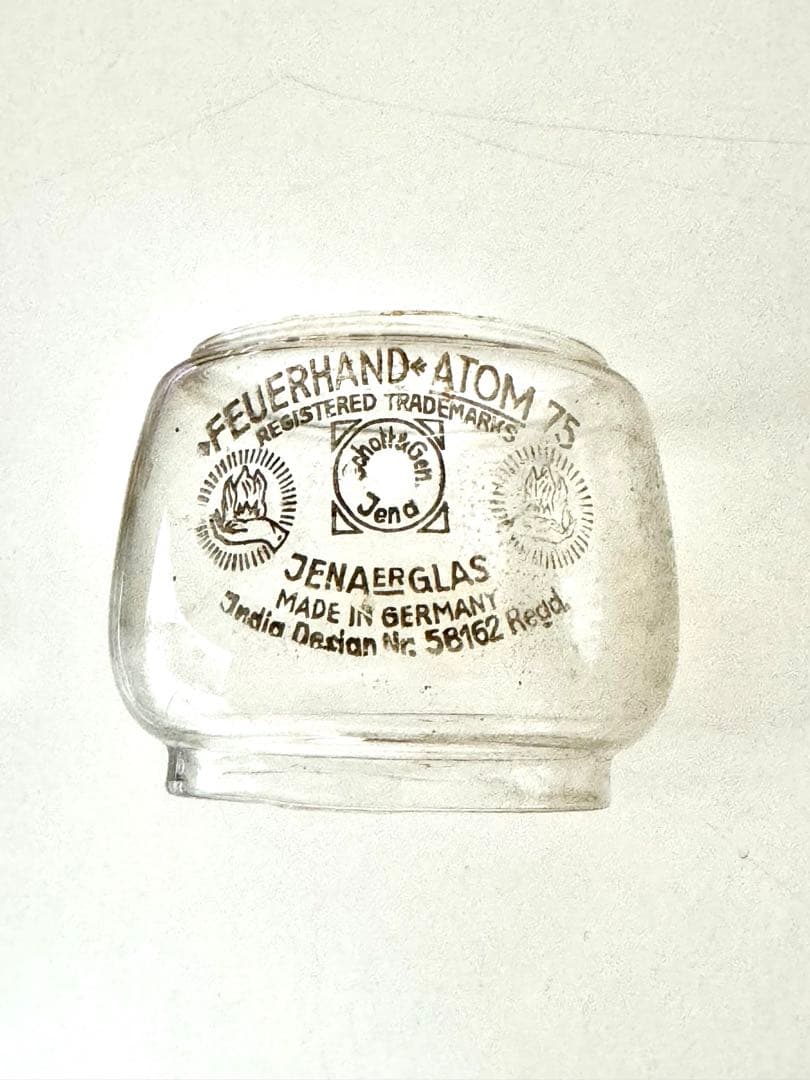 »FEUERHAND« ATOM 75
REGISTERED TRADEMARKS
Schott & Gen.
Jena
JENAER GLAS
MADE IN GERMANY
India Design Nr. 58162 Regd.